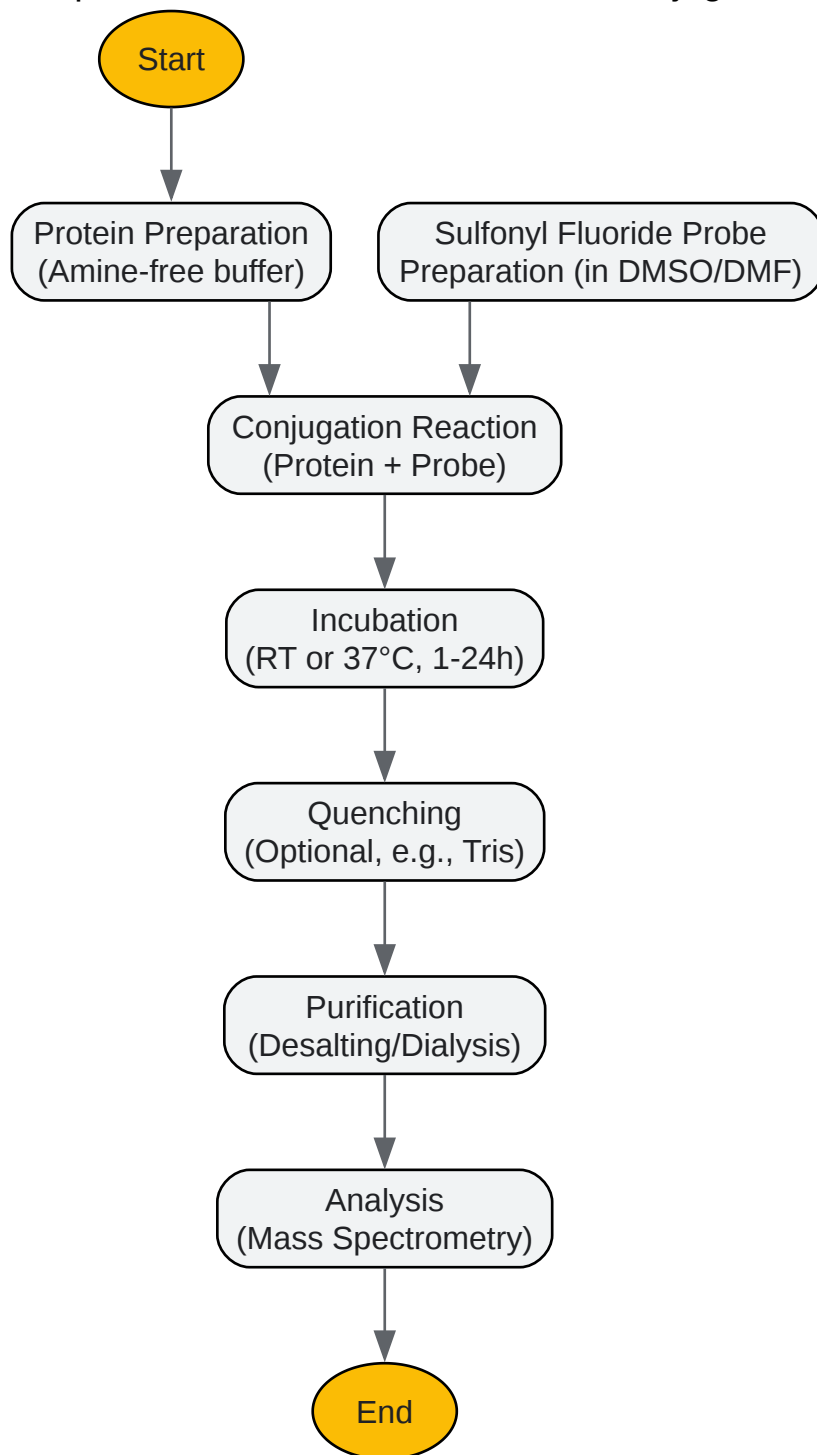 Start
Protein Preparation
(Amine-free buffer)
Sulfonyl Fluoride Probe
Preparation (in DMSO/DMF)
Conjugation Reaction
(Protein + Probe)
Incubation
(RT or 37°C, 1-24h)
Quenching
(Optional, e.g., Tris)
Purification
(Desalting/Dialysis)
Analysis
(Mass Spectrometry)
End